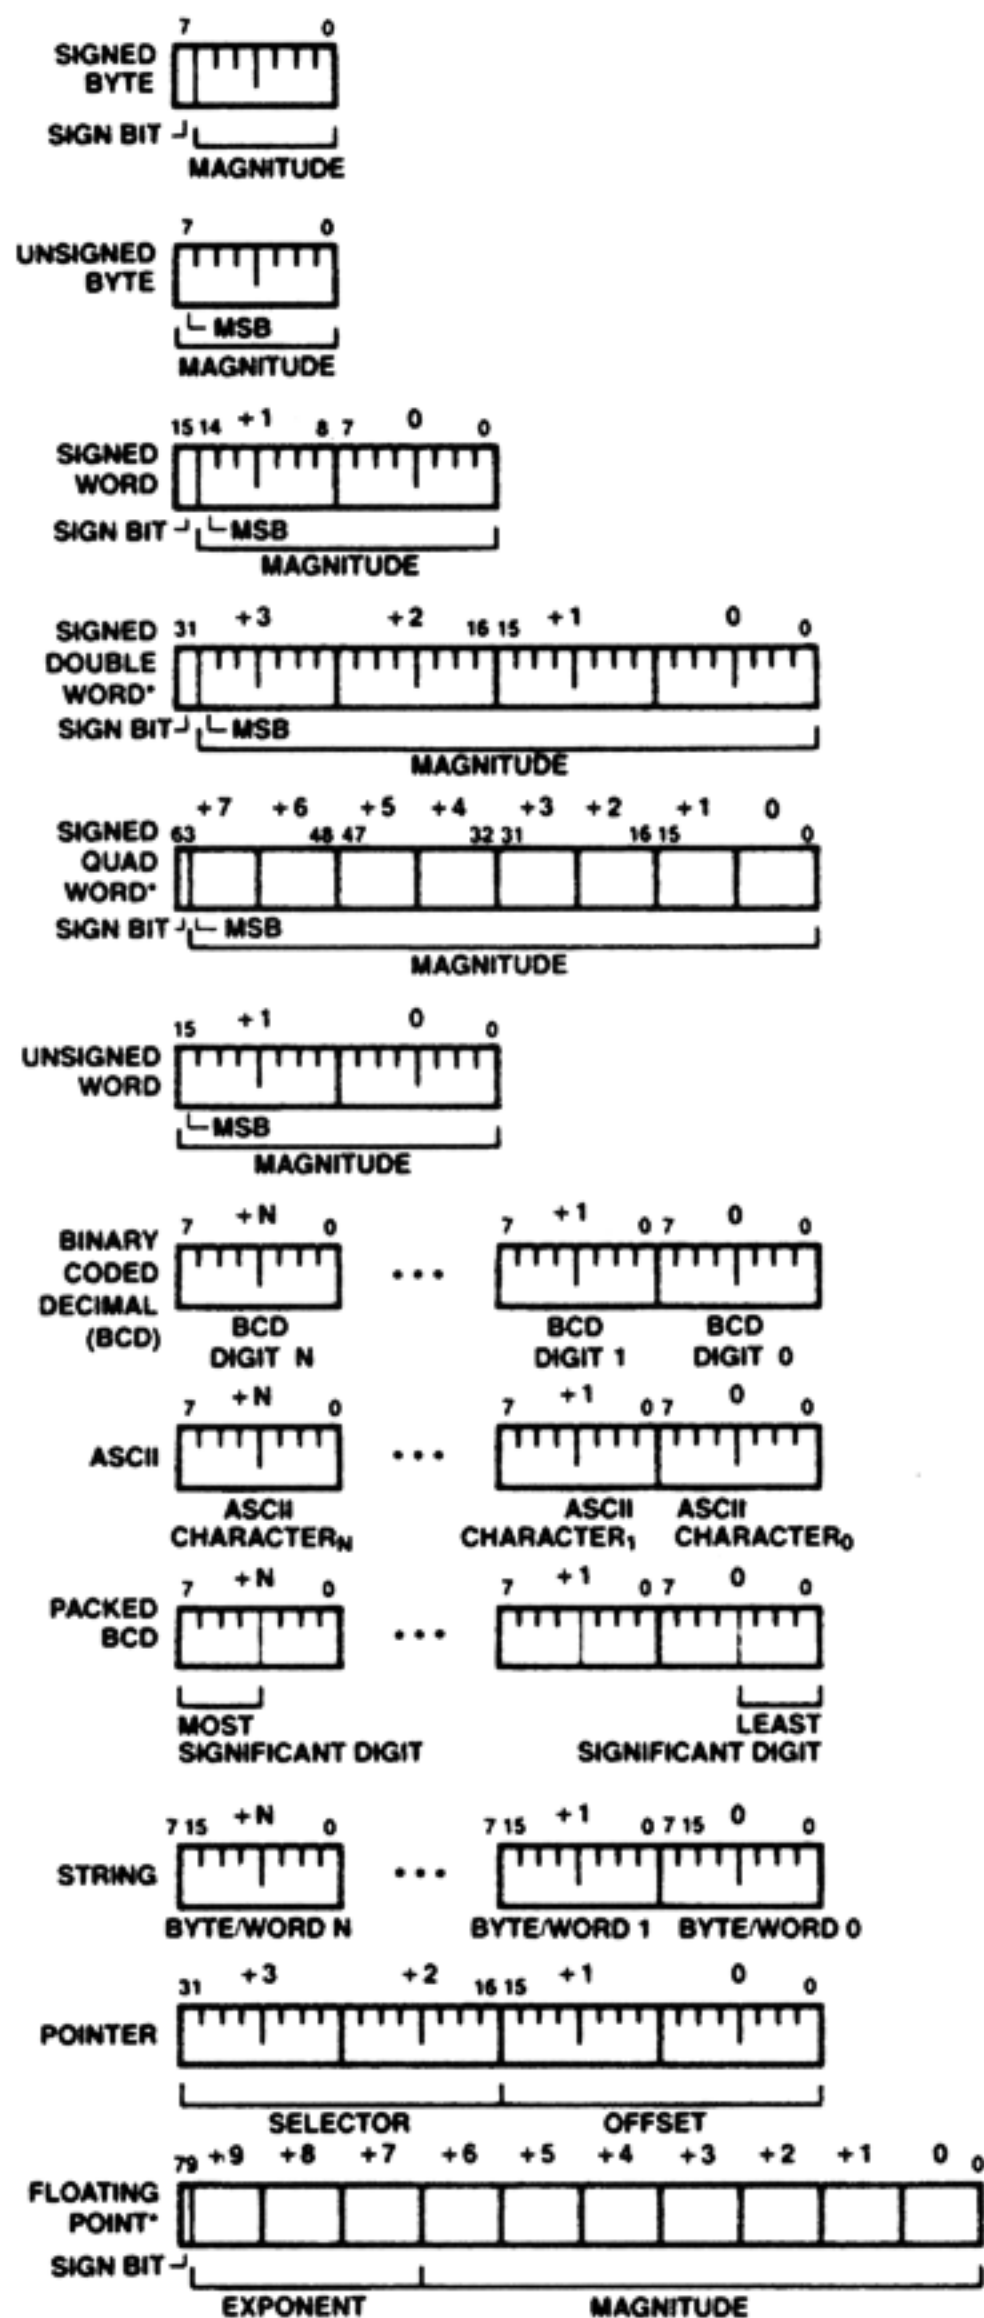 7 0
SIGNED
BYTE
SIGN BIT
MAGNITUDE
7 0
UNSIGNED
BYTE
MSB
MAGNITUDE
15 14 +1 8 7 0 0
SIGNED
WORD
SIGN BIT MSB
MAGNITUDE
31 +3 +2 16 15 +1 0 0
SIGNED
DOUBLE
WORD*
SIGN BIT MSB
MAGNITUDE
+7 +6 +5 +4 +3 +2 +1 0
63 48 47 32 31 16 15 0
SIGNED
QUAD
WORD*
SIGN BIT MSB
MAGNITUDE
15 +1 0 0
UNSIGNED
WORD
MSB
MAGNITUDE
7 +N 0 7 +1 0 7 0 0
BINARY
CODED
DECIMAL
(BCD)
...
BCD BCD BCD
DIGIT N DIGIT 1 DIGIT 0
7 +N 0 7 +1 0 7 0 0
ASCII ...
ASCII ASCII ASCII
CHARACTER_N CHARACTER_1 CHARACTER_0
7 +N 0 7 +1 0 7 0 0
PACKED
BCD
...
MOST LEAST
SIGNIFICANT DIGIT SIGNIFICANT DIGIT
7 15 +N 0 7 15 +1 0 7 15 0 0
STRING ...
BYTE/WORD N BYTE/WORD 1 BYTE/WORD 0
31 +3 +2 16 15 +1 0 0
POINTER
SELECTOR OFFSET
79 +9 +8 +7 +6 +5 +4 +3 +2 +1 0 0
FLOATING
POINT*
SIGN BIT
EXPONENT MAGNITUDE